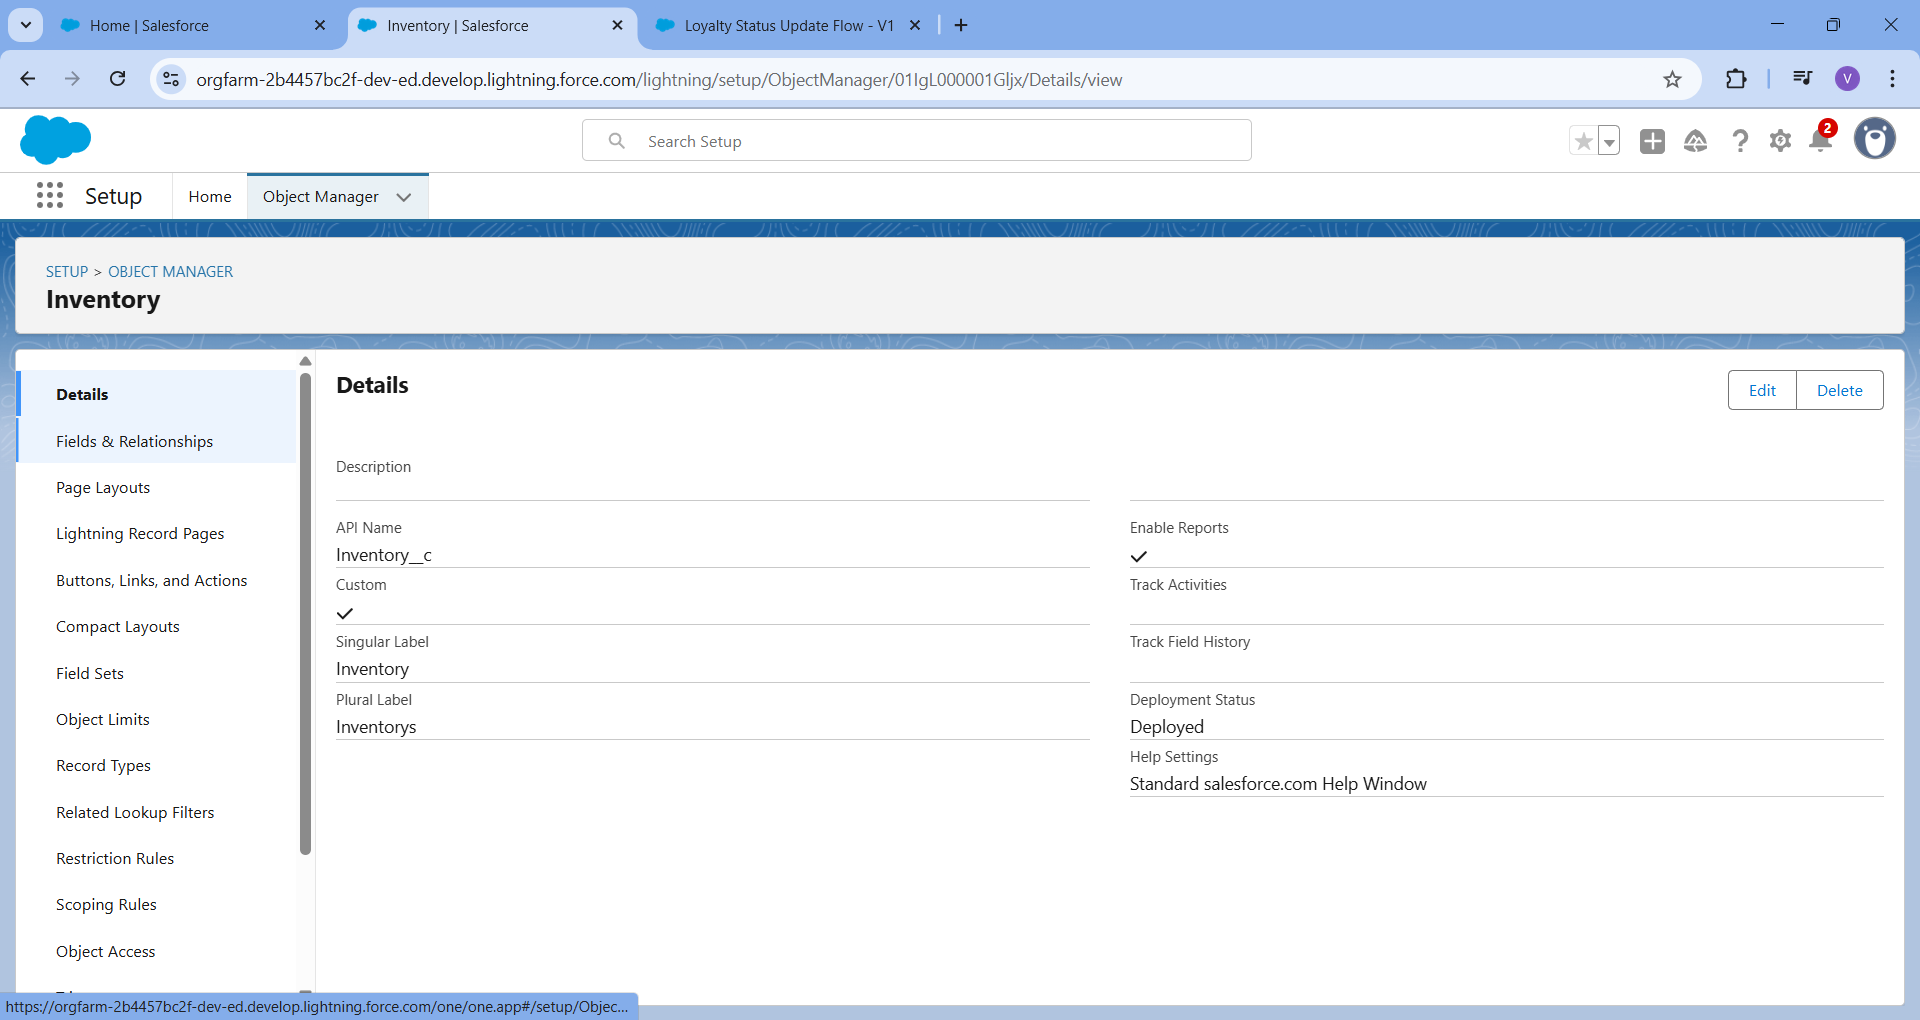 Home | Salesforce
Inventory | Salesforce
Loyalty Status Update Flow - V1
orgfarm-2b4457bc2f-dev-ed.develop.lightning.force.com/lightning/setup/ObjectManager/01IgL000001Gljx/Details/view
V
Search Setup
2
Setup
Home
Object Manager
SETUP > OBJECT MANAGER
Inventory
Details
Fields & Relationships
Page Layouts
Lightning Record Pages
Buttons, Links, and Actions
Compact Layouts
Field Sets
Object Limits
Record Types
Related Lookup Filters
Restriction Rules
Scoping Rules
Object Access
Details
Edit
Delete
Description
API Name
Inventory__c
Custom
Singular Label
Inventory
Plural Label
Inventorys
Enable Reports
Track Activities
Track Field History
Deployment Status
Deployed
Help Settings
Standard salesforce.com Help Window
https://orgfarm-2b4457bc2f-dev-ed.develop.lightning.force.com/one/one.app#/setup/Objec...